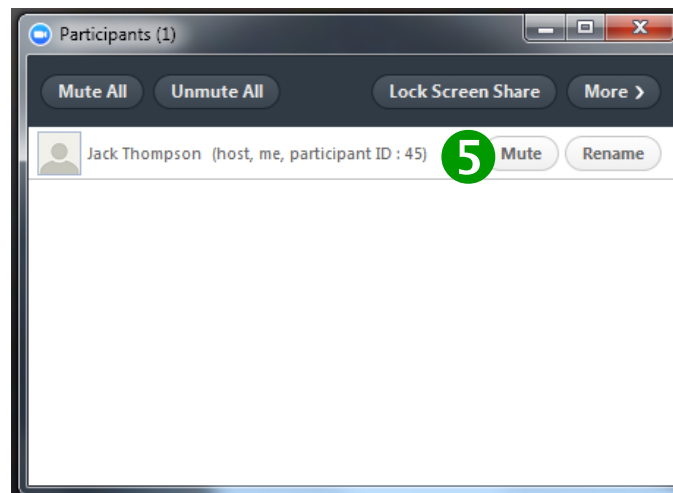 Participants (1)
Mute All Unmute All Lock Screen Share More >
Jack Thompson (host, me, participant ID : 45) 5 Mute Rename